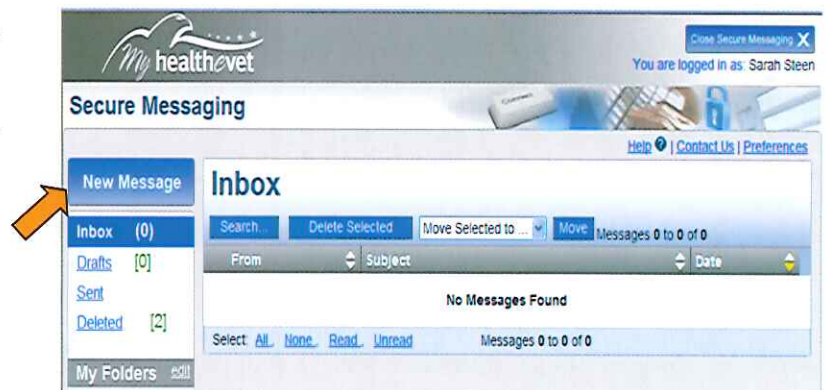 My healthevet
Close Secure Messaging X
You are logged in as: Sarah Steen
Secure Messaging
Help ? | Contact Us | Preferences
New Message
Inbox
Inbox (0)
Search... Delete Selected Move Selected to ... Move Messages 0 to 0 of 0
From Subject Date
Drafts [0]
Sent
No Messages Found
Deleted [2]
Select: All, None, Read, Unread Messages 0 to 0 of 0
My Folders edit